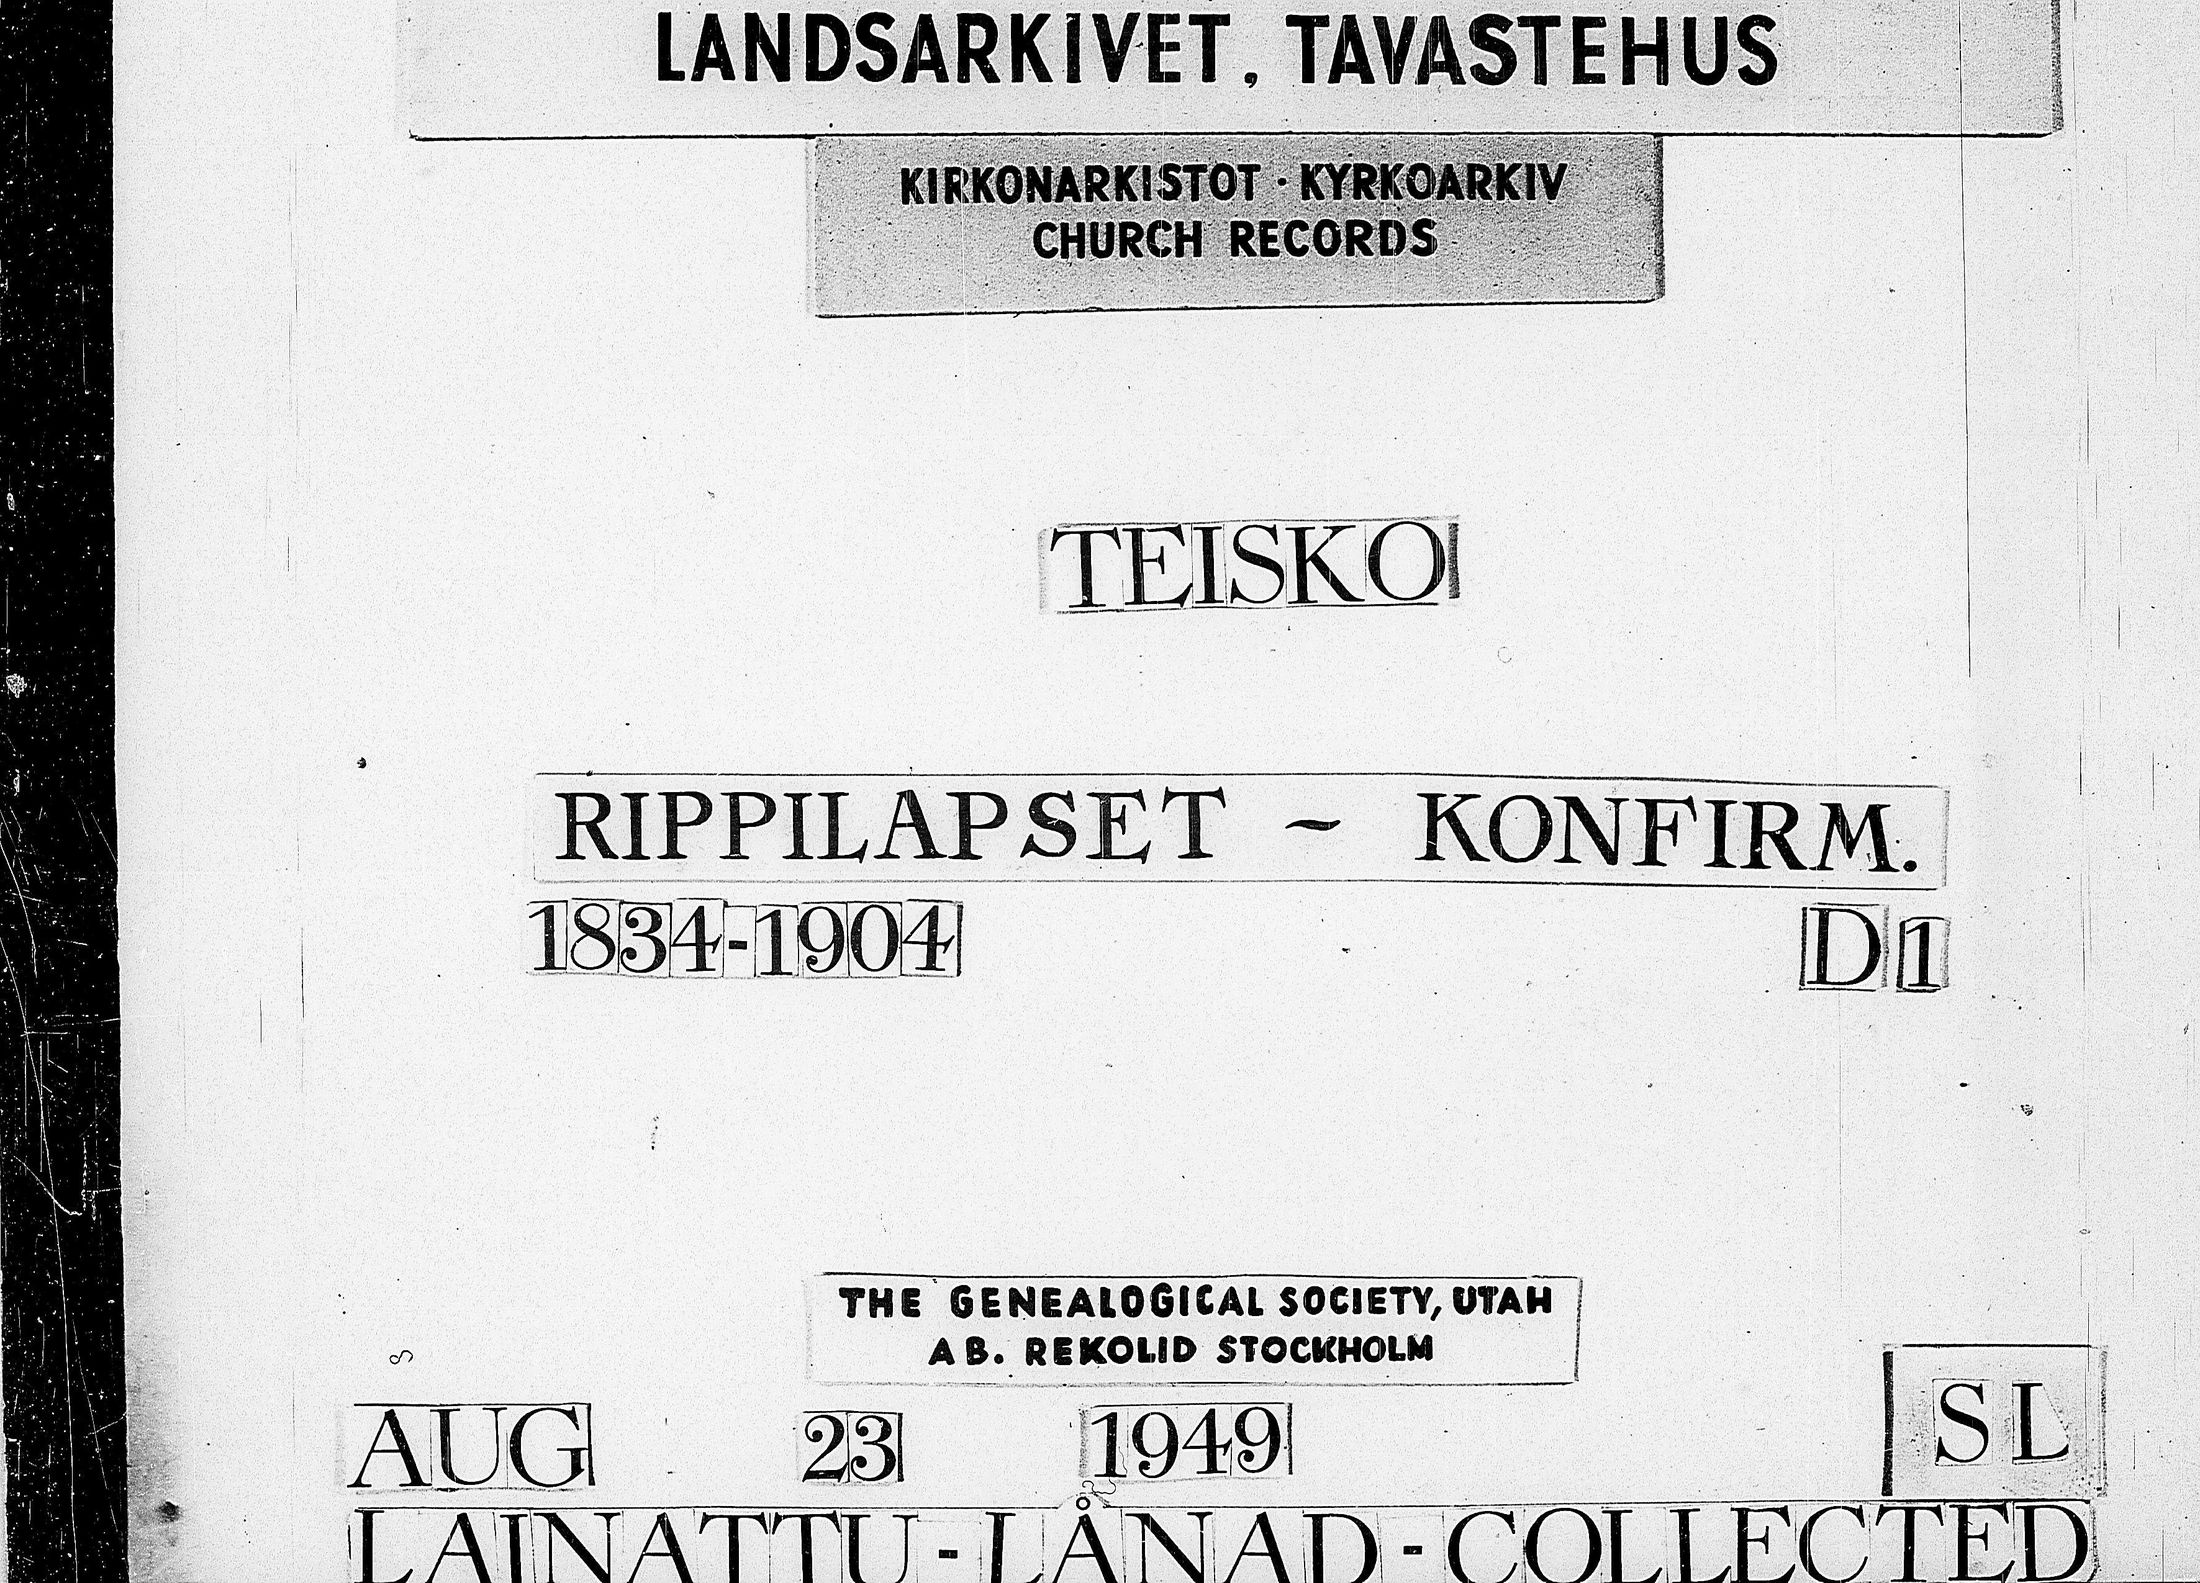 LANDSARKIVET, TAVASTEHUS
KIRKONARKISTOT · KYRKOARKIV
CHURCH RECORDS
TEISKO
RIPPILAPSET ~ KONFIRM.
1834-1904 D1
THE GENEALOGICAL SOCIETY, UTAH
AB. REKOLID STOCKHOLM
AUG 23 1949 SL
LAINATTU-LÅNAD-COLLECTED